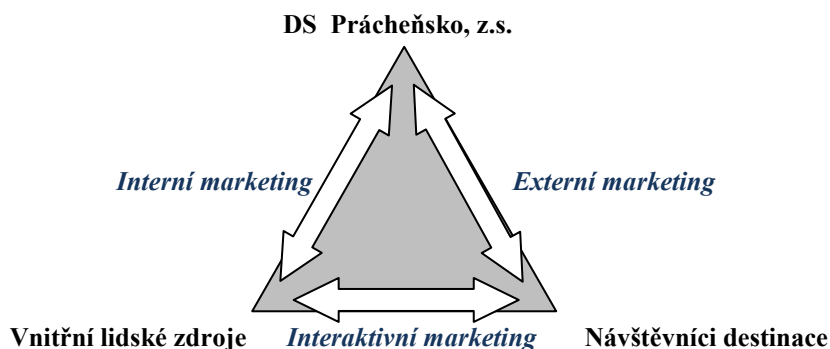 DS Prácheňsko, z.s.
Interní marketing Externí marketing
Vnitřní lidské zdroje Interaktivní marketing Návštěvníci destinace